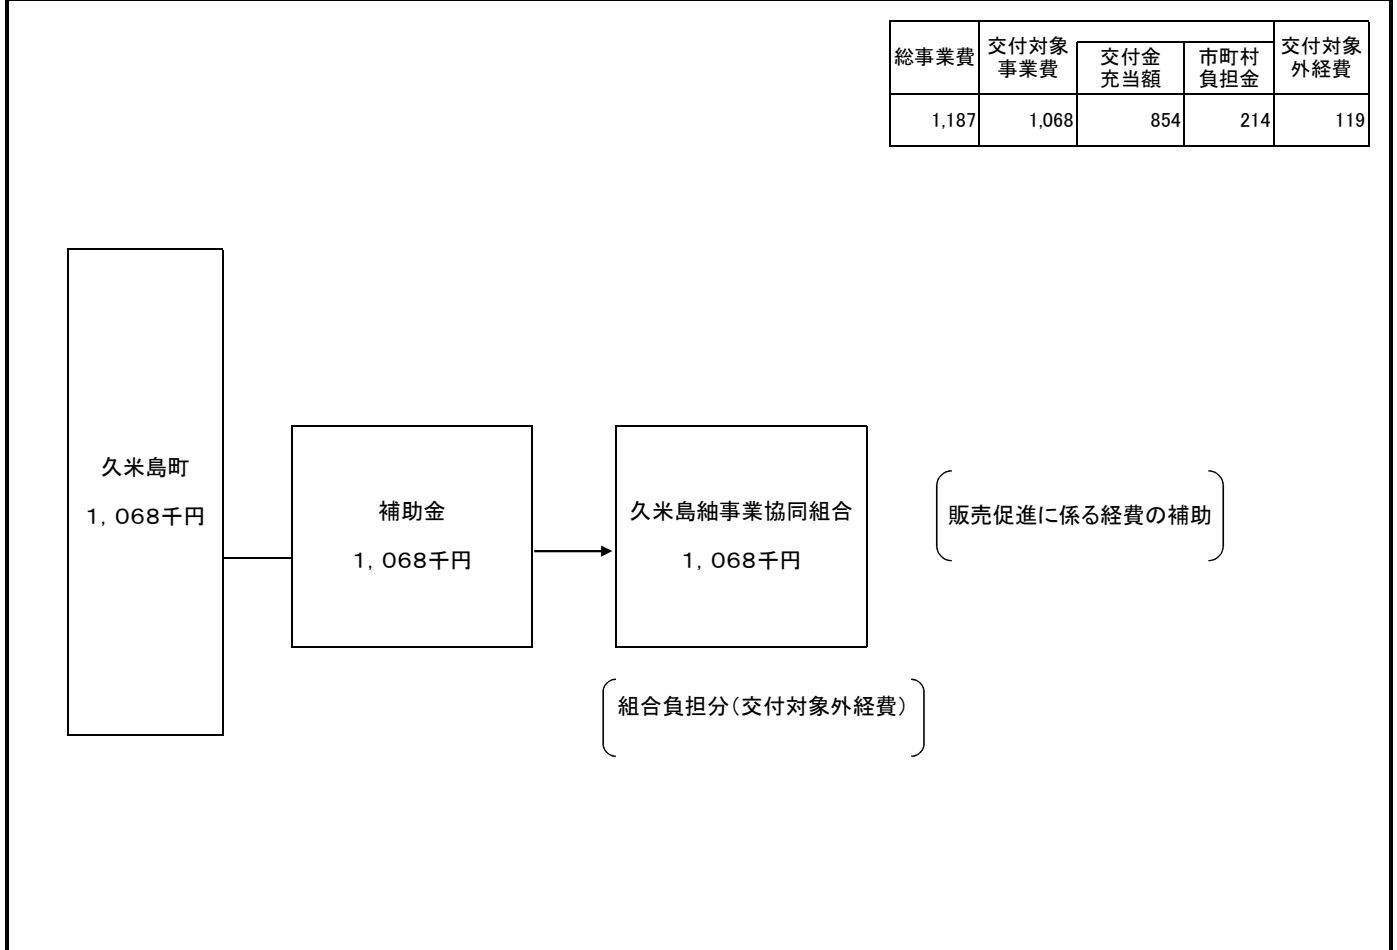 総事業費
交付対象
事業費
交付金
充当額
市町村
負担金
交付対象
外経費
1,187
1,068
854
214
119
久米島町
1，068千円
補助金
1，068千円
久米島紬事業協同組合
1，068千円
販売促進に係る経費の補助
組合負担分（交付対象外経費）